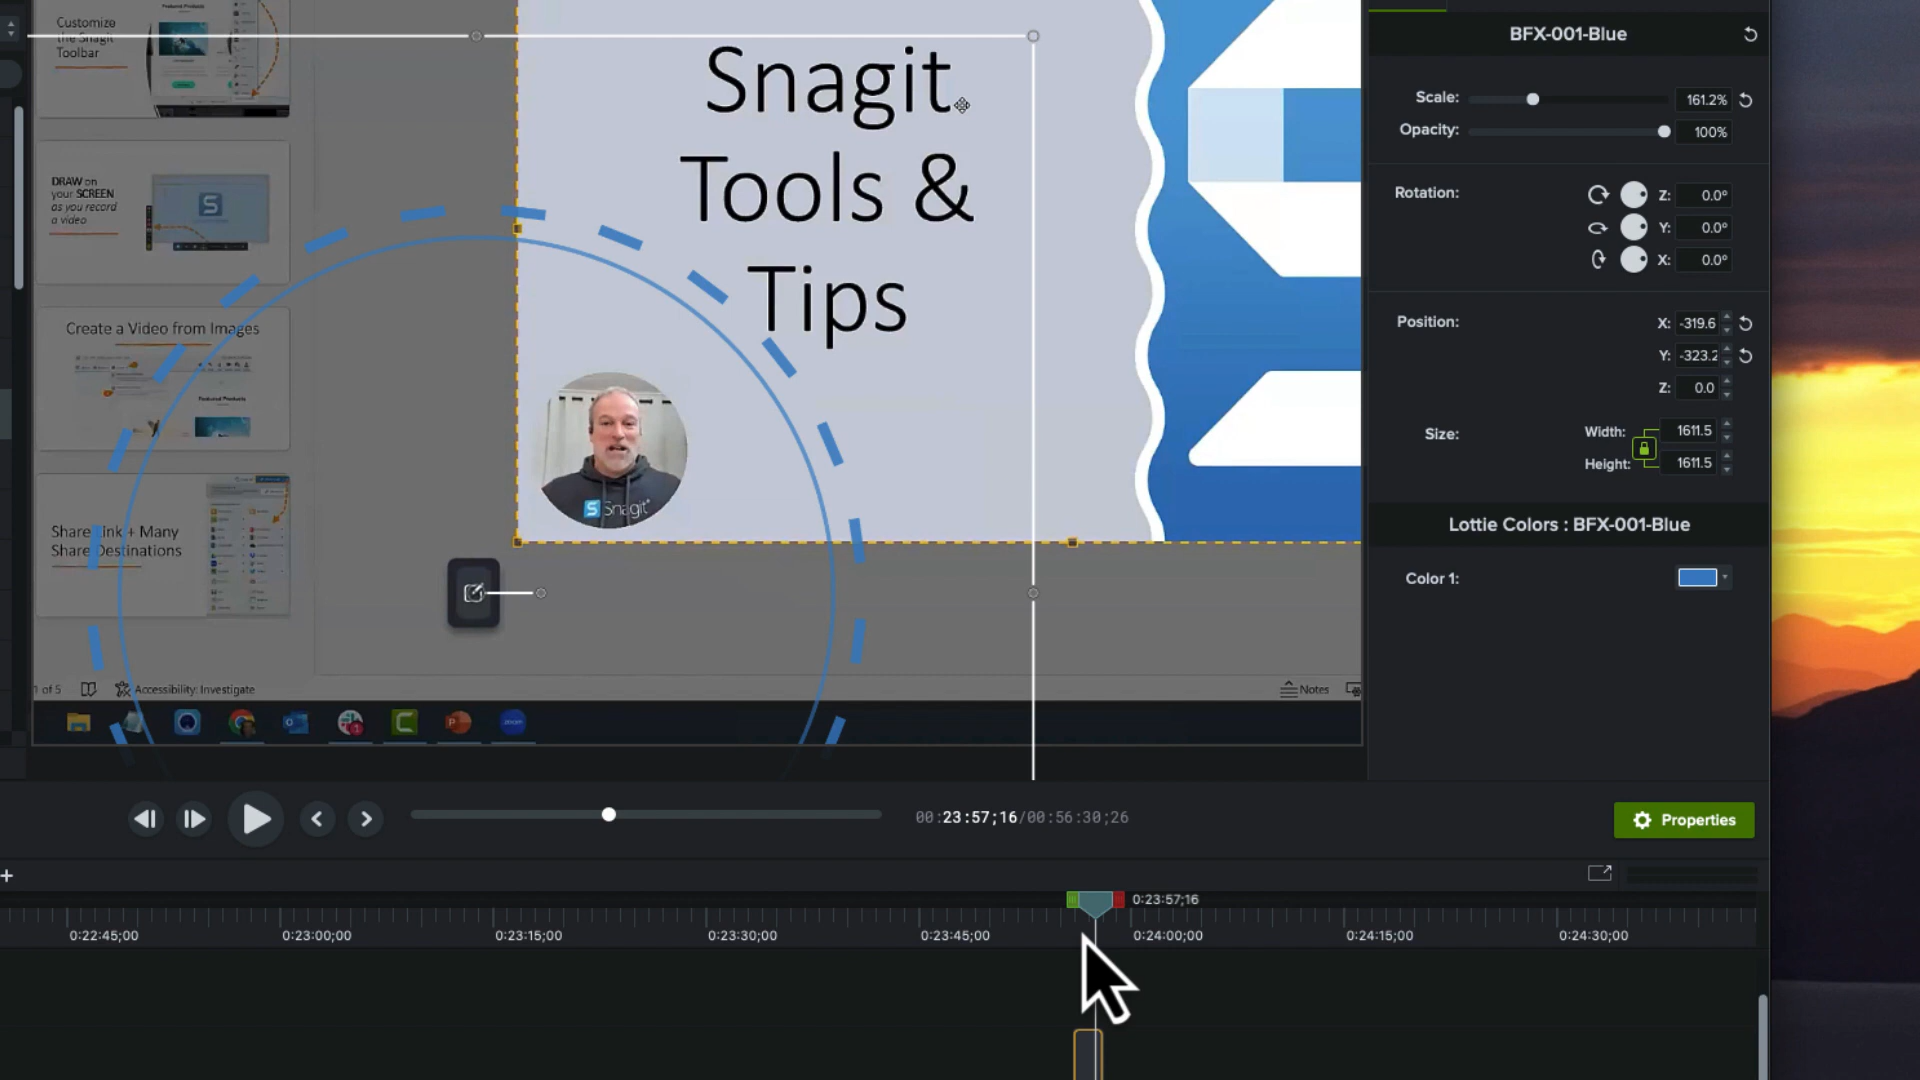 Customize
the Snagit
Toolbar
DRAW on
your SCREEN
as you record
a video
Create a Video from Images
Featured Products
Share Link + Many
Share Destinations
1 of 5
Accessibility: Investigate
Notes
Snagit
Tools &
Tips
Snagit
BFX-001-Blue
Scale:
161.2%
Opacity:
100%
Rotation:
Z: 0.0°
Y: 0.0°
X: 0.0°
Position:
X: -319.6
Y: -323.2
Z: 0.0
Size:
Width: 1611.5
Height: 1611.5
Lottie Colors : BFX-001-Blue
Color 1:
00:23:57;16/00:56:30;26
Properties
0:23:57;16
0:22:45;00
0:23:00;00
0:23:15;00
0:23:30;00
0:23:45;00
0:24:00;00
0:24:15;00
0:24:30;00